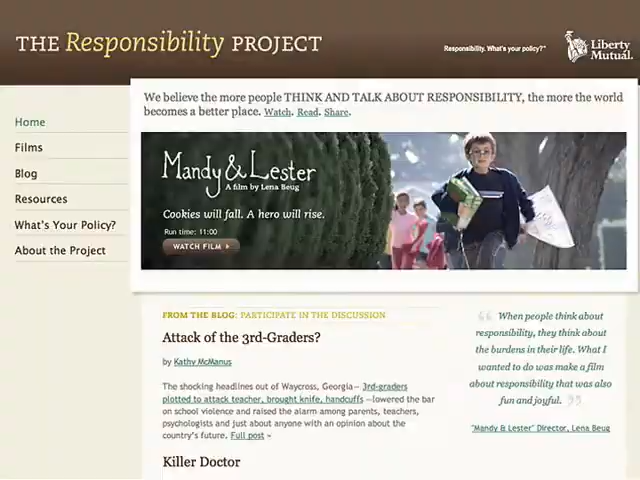 THE Responsibility PROJECT
Responsibility. What's your policy?™
Liberty
Mutual.
We believe the more people THINK AND TALK ABOUT RESPONSIBILITY, the more the world
becomes a better place. Watch. Read. Share.
Home
Films
Blog
Resources
What's Your Policy?
About the Project
Mandy & Lester
A film by Lena Beug
Cookies will fall. A hero will rise.
Run time: 11:00
WATCH FILM
FROM THE BLOG: PARTICIPATE IN THE DISCUSSION
Attack of the 3rd-Graders?
by Kathy McManus
The shocking headlines out of Waycross, Georgia— 3rd-graders
plotted to attack teacher, brought knife, handcuffs —lowered the bar
on school violence and raised the alarm among parents, teachers,
psychologists and just about anyone with an opinion about the
country's future. Full post »
Killer Doctor
“ When people think about
responsibility, they think about
the burdens in their life. What I
wanted to do was make a film
about responsibility that was also
fun and joyful. ”
"Mandy & Lester" Director, Lena Beug